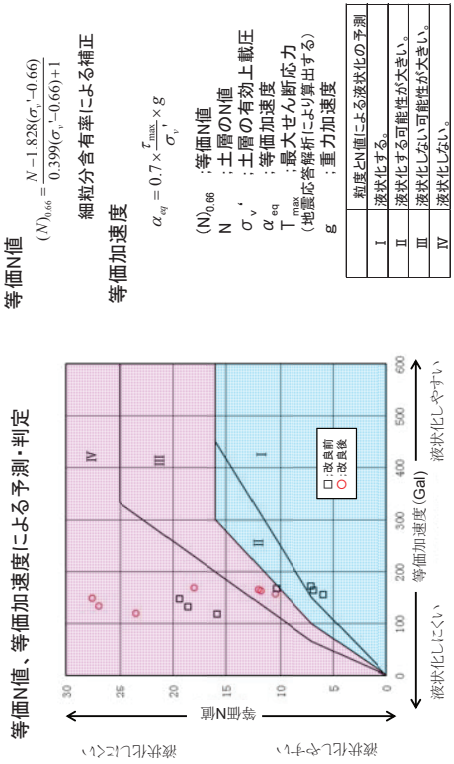 等価N値、等価加速度による予測・判定
液状化しにくい
液状化しやすい
等価N値
30
25
20
15
10
5
0
0
100
200
300
400
500
600
Ⅳ
Ⅲ
Ⅱ
Ⅰ
□:改良前
○:改良後
等価加速度(Gal)
液状化しにくい
液状化しやすい
等価N値
(N)0.66 = N−1.828(σv'−0.66) / 0.399(σv'−0.66)+1
細粒分含有率による補正
等価加速度
αeq = 0.7× τmax / σv' ×g
(N)0.66 ;等価N値
N ;土層のN値
σv‘ ;土層の有効上載圧
αeq ;等価加速度
Tmax ;最大せん断応力
(地震応答解析により算出する)
g ;重力加速度
粒度とN値による液状化の予測
Ⅰ 液状化する。
Ⅱ 液状化する可能性が大きい。
Ⅲ 液状化しない可能性が大きい。
Ⅳ 液状化しない。